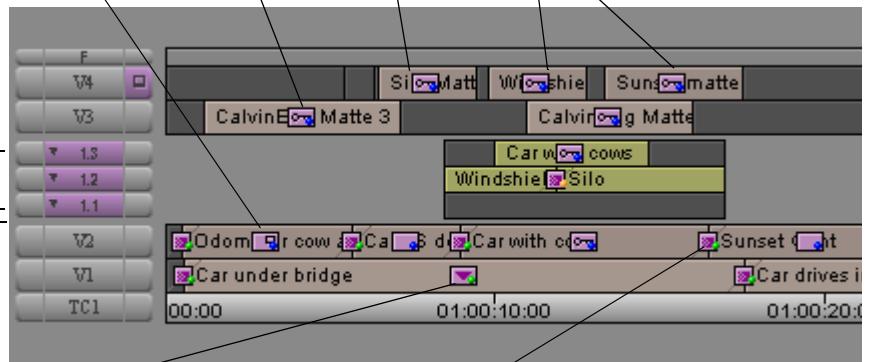 F
V4 Si Matt Wi shie Suns matte
V3 CalvinE Matte 3 Calvin g Matte
1.3 Car w cows
1.2 Windshie Silo
1.1
V2 Odom r cow a Ca S d Car with co Sunset nt
V1 Car under bridge Car drives i
TC1 00:00 01:00:10:00 01:00:20:0